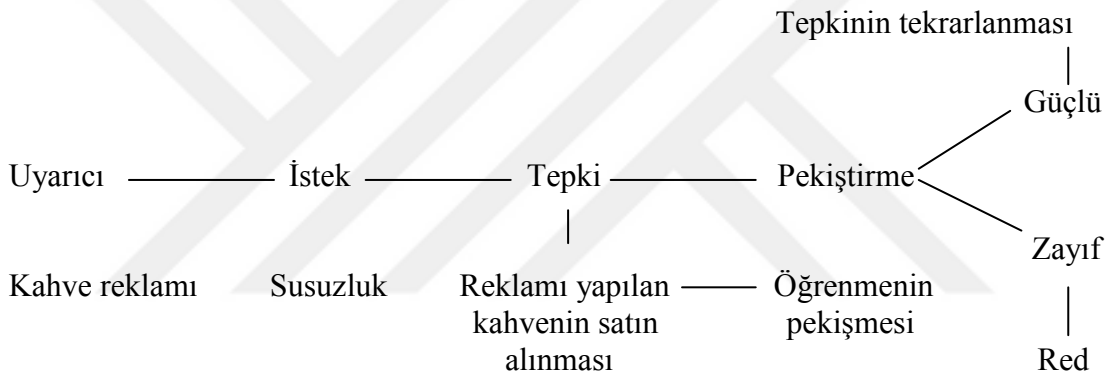 Tepkinin tekrarlanması
Güçlü
Uyarıcı İstek Tepki Pekiştirme
Zayıf
Kahve reklamı Susuzluk Reklamı yapılan Öğrenmenin
kahvenin satın pekişmesi
alınması
Red